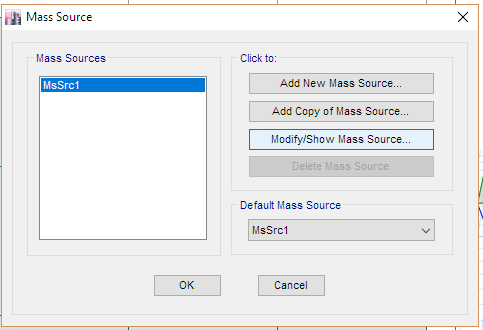 Mass Source
Mass Sources
MsSrc1
Click to:
Add New Mass Source...
Add Copy of Mass Source...
Modify/Show Mass Source...
Delete Mass Source
Default Mass Source
MsSrc1
OK
Cancel